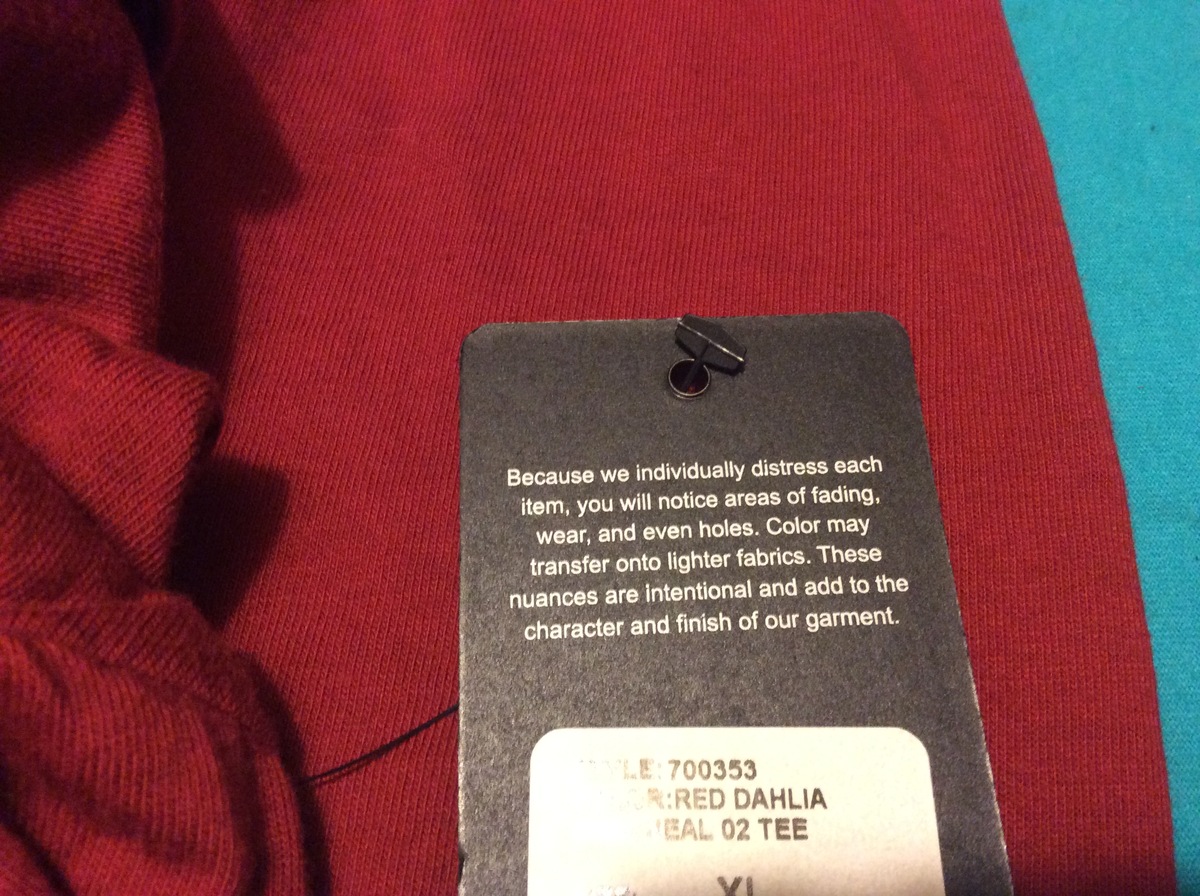 Because we individually distress each
item, you will notice areas of fading,
wear, and even holes. Color may
transfer onto lighter fabrics. These
nuances are intentional and add to the
character and finish of our garment.
700353
RED DAHLIA
02 TEE
XL